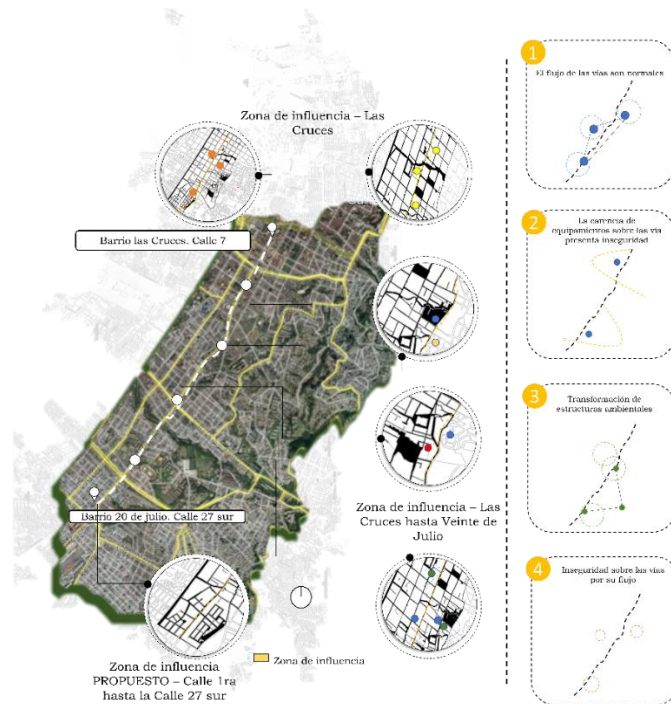 Zona de influencia – Las
Cruces
Barrio las Cruces. Calle 7
Barrio 20 de julio. Calle 27 sur
Zona de influencia – Las
Cruces hasta Veinte de
Julio
Zona de influencia
PROPUESTO – Calle 1ra
hasta la Calle 27 sur
Zona de influencia
1
El flujo de las vías son normales
2
La carencia de
equipamientos sobre las vía
presenta inseguridad
3
Transformación de
estructuras ambientales
4
Inseguridad sobre las vías
por su flujo